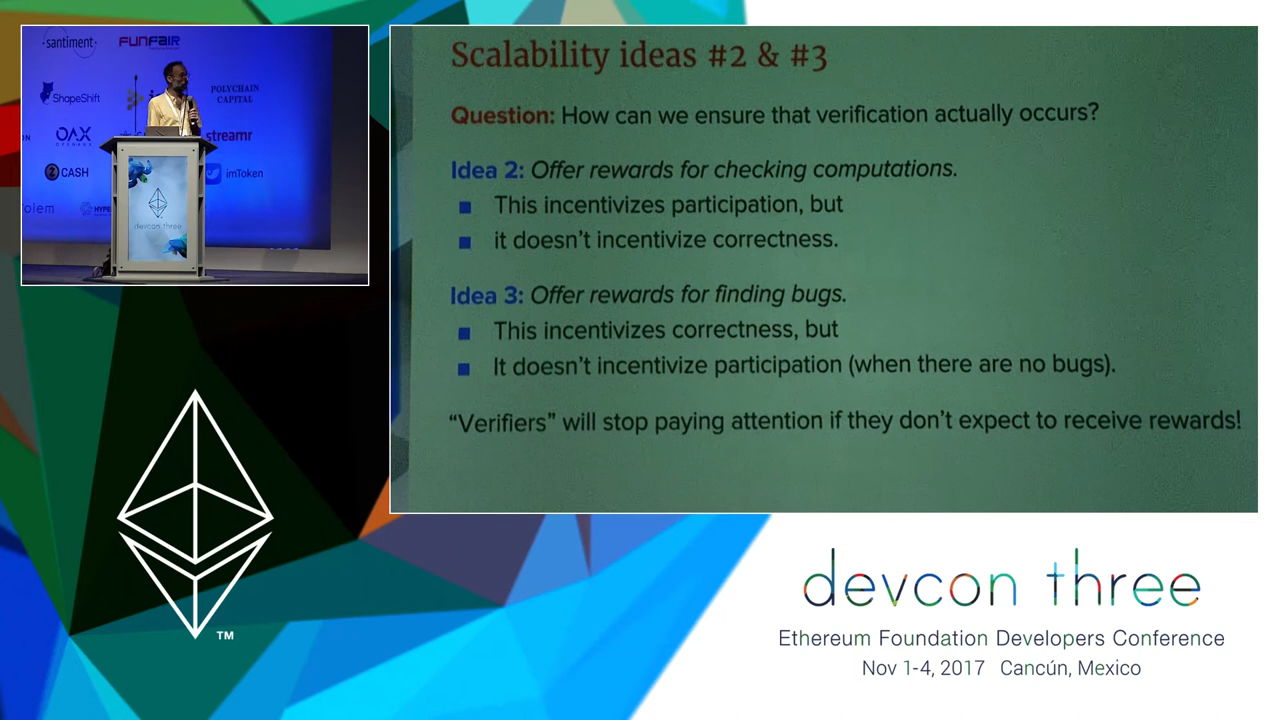 santiment
FUNFAIR
ShapeShift
POLYCHAIN
CAPITAL
OAX
streamr
ZCASH
imToken
devcon three
Scalability ideas #2 & #3
Question: How can we ensure that verification actually occurs?
Idea 2: Offer rewards for checking computations.
This incentivizes participation, but
it doesn't incentivize correctness.
Idea 3: Offer rewards for finding bugs.
This incentivizes correctness, but
It doesn't incentivize participation (when there are no bugs).
“Verifiers” will stop paying attention if they don't expect to receive rewards!
TM
devcon three
Ethereum Foundation Developers Conference
Nov 1-4, 2017 Cancún, Mexico